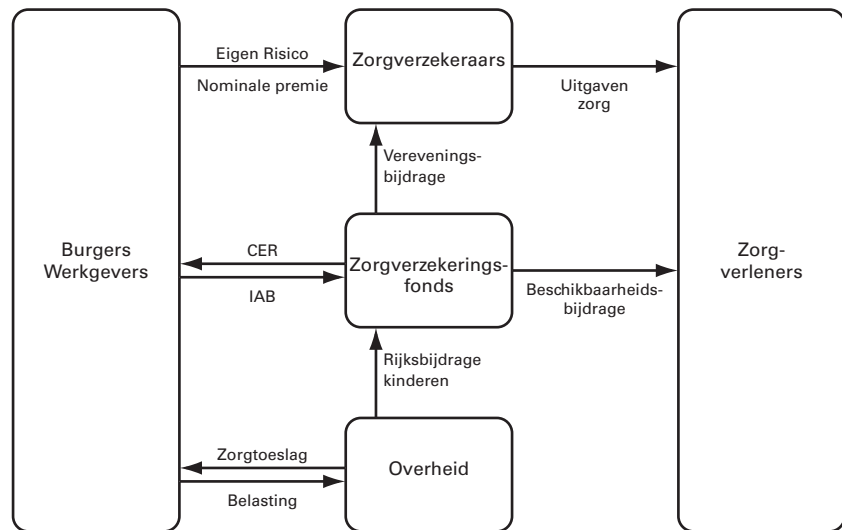 Eigen Risico
Nominale premie
Zorgverzekeraars
Uitgaven
zorg
Verevenings-
bijdrage
Burgers
Werkgevers
CER
IAB
Zorgverzekerings-
fonds
Beschikbaarheids-
bijdrage
Zorg-
verleners
Rijksbijdrage
kinderen
Zorgtoeslag
Belasting
Overheid